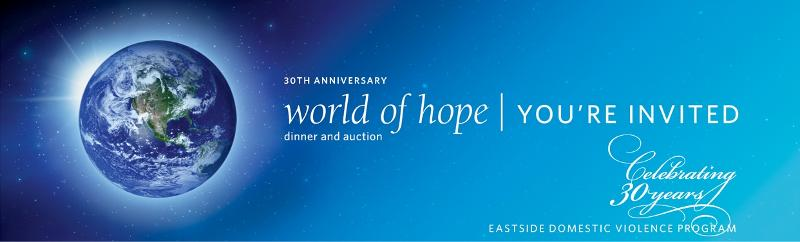 30TH ANNIVERSARY
world of hope | YOU'RE INVITED
dinner and auction
Celebrating
30 years
EASTSIDE DOMESTIC VIOLENCE PROGRAM